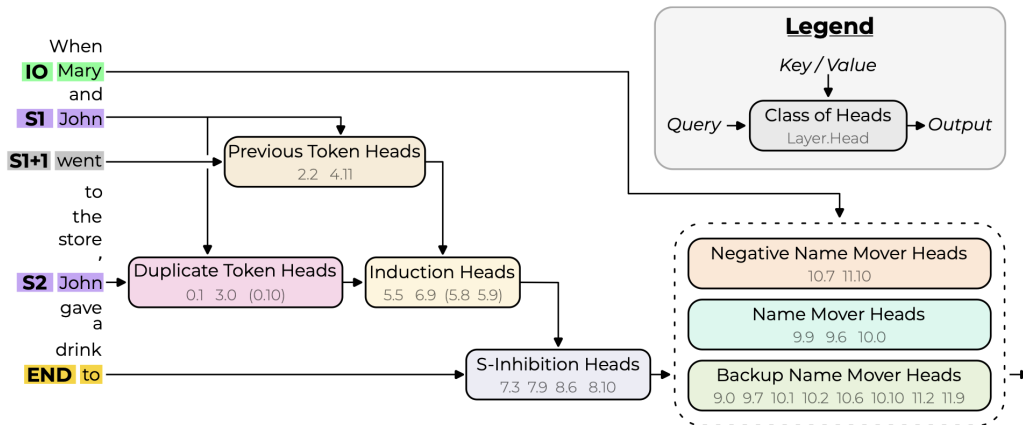 When
IO Mary
and
S1 John
S1+1 went
to
the
store
,
S2 John
gave
a
drink
END to
Previous Token Heads
2.2 4.11
Duplicate Token Heads
0.1 3.0 (0.10)
Induction Heads
5.5 6.9 (5.8 5.9)
S-Inhibition Heads
7.3 7.9 8.6 8.10
Legend
Key / Value
Query
Class of Heads
Layer.Head
Output
Negative Name Mover Heads
10.7 11.10
Name Mover Heads
9.9 9.6 10.0
Backup Name Mover Heads
9.0 9.7 10.1 10.2 10.6 10.10 11.2 11.9